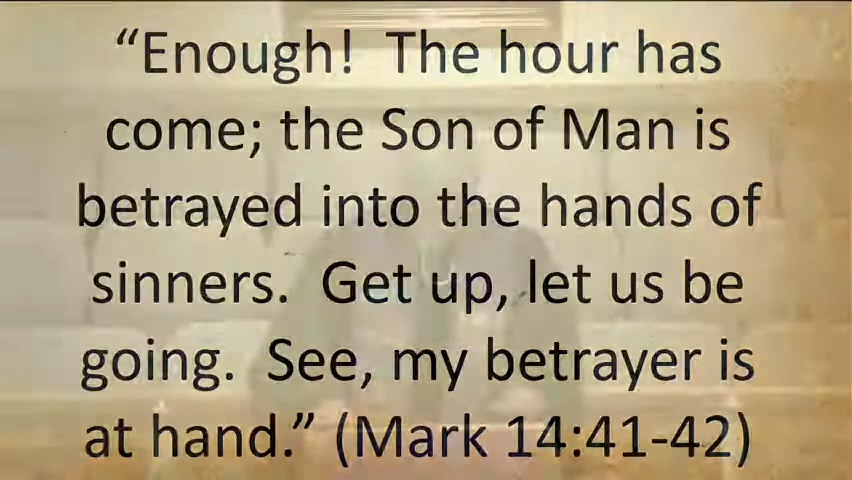 “Enough!  The hour has
come; the Son of Man is
betrayed into the hands of
sinners.  Get up, let us be
going.  See, my betrayer is
at hand.” (Mark 14:41-42)